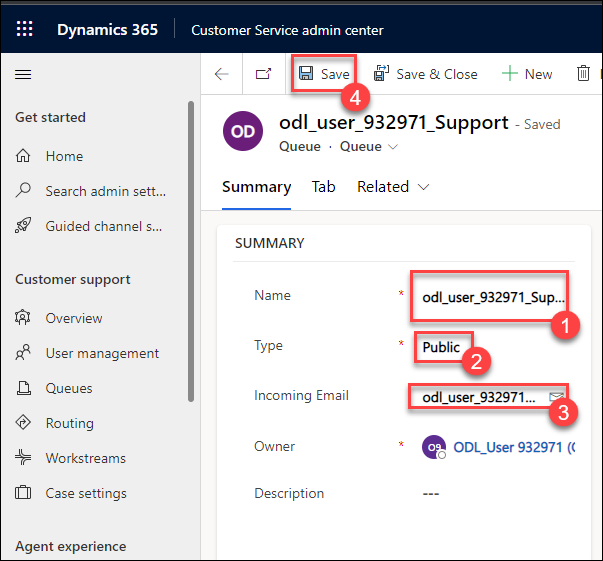 Dynamics 365 Customer Service admin center
Save Save & Close New
4
Get started
Home
Search admin sett...
Guided channel s...
Customer support
Overview
User management
Queues
Routing
Workstreams
Case settings
Agent experience
OD
odl_user_932971_Support - Saved
Queue · Queue
Summary Tab Related
SUMMARY
Name * odl_user_932971_Sup...
1
Type * Public
2
Incoming Email odl_user_932971...
3
Owner * O9 ODL_User 932971 (
Description ---